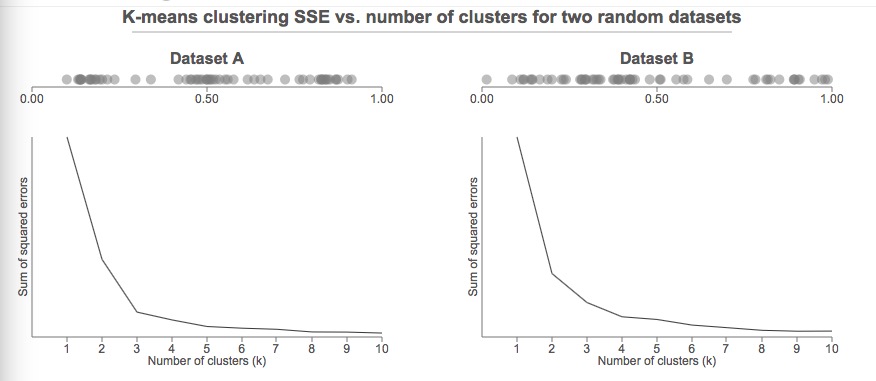 K-means clustering SSE vs. number of clusters for two random datasets
Dataset A
0.00 0.50 1.00
Sum of squared errors
1 2 3 4 5 6 7 8 9 10
Number of clusters (k)
Dataset B
0.00 0.50 1.00
Sum of squared errors
1 2 3 4 5 6 7 8 9 10
Number of clusters (k)